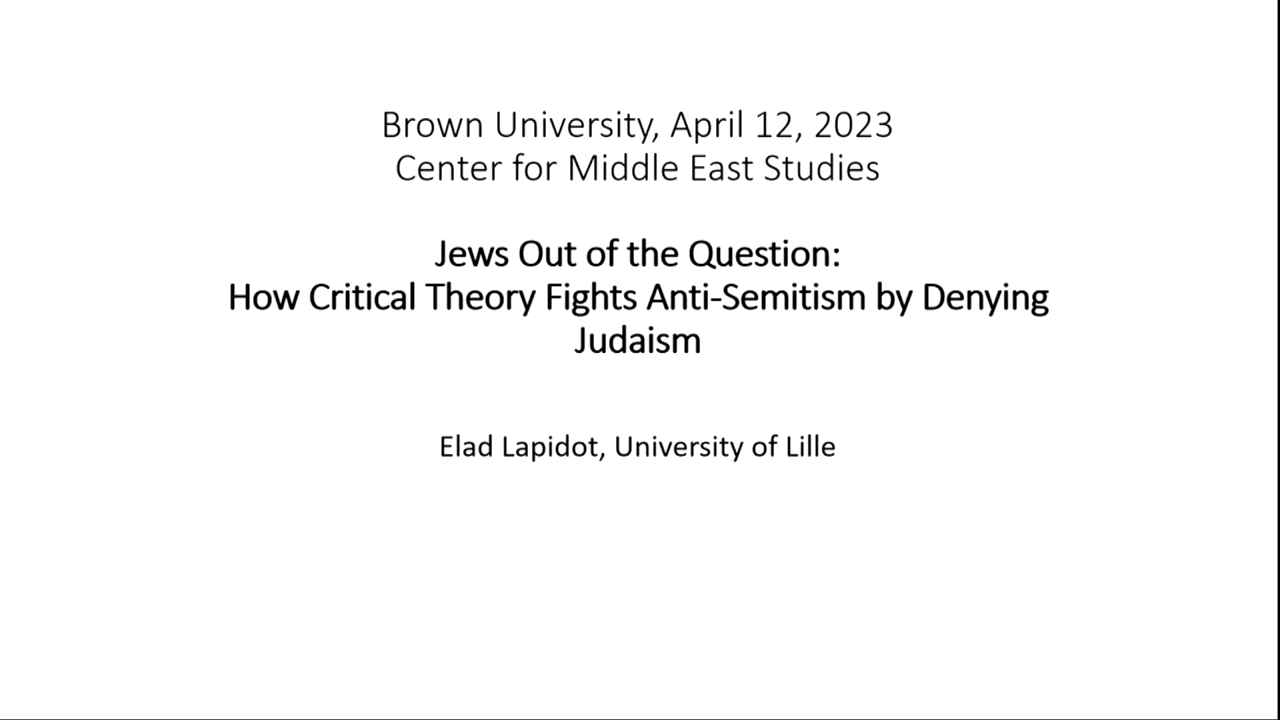 Brown University, April 12, 2023
Center for Middle East Studies
Jews Out of the Question:
How Critical Theory Fights Anti-Semitism by Denying
Judaism
Elad Lapidot, University of Lille